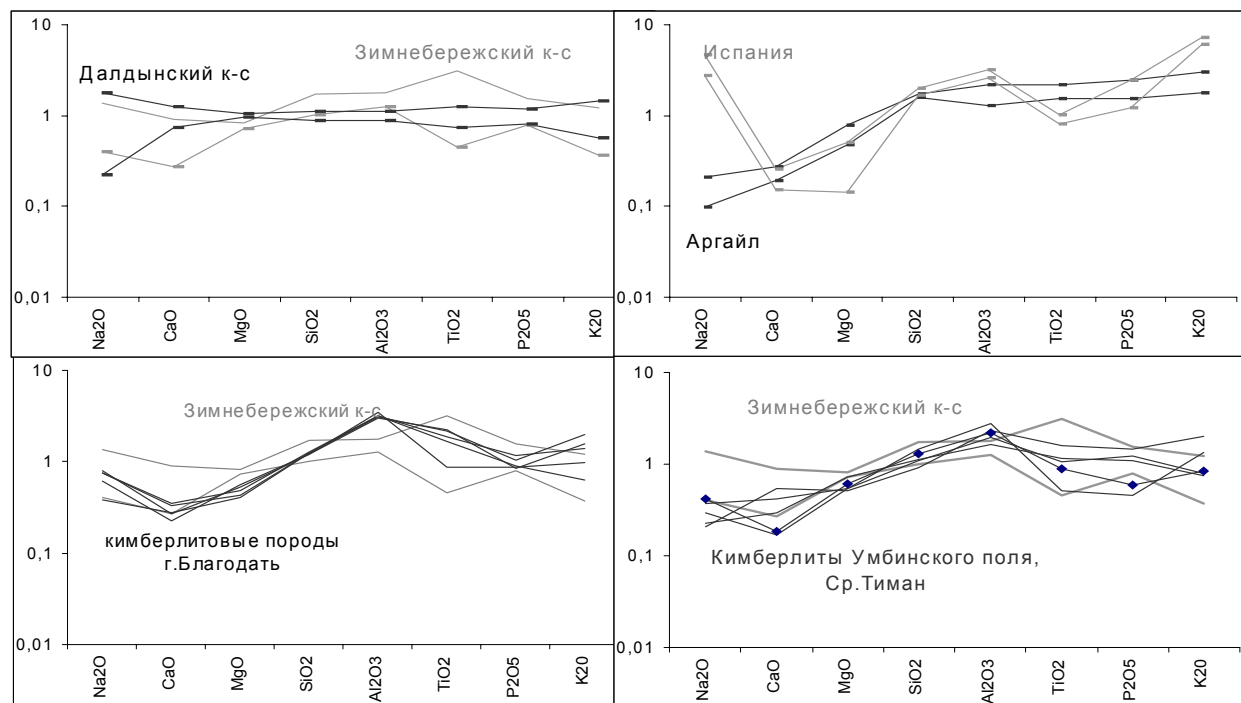 10
1
0,1
0,01
Далдынский к-с
Зимнебережский к-с
Na2O
CaO
MgO
SiO2
Al2O3
TiO2
P2O5
K20
10
1
0,1
0,01
Испания
Аргайл
Na2O
CaO
MgO
SiO2
Al2O3
TiO2
P2O5
K20
10
1
0,1
0,01
Зимнебережский к-с
кимберлитовые породы
г.Благодать
Na2O
CaO
MgO
SiO2
Al2O3
TiO2
P2O5
K20
10
1
0,1
0,01
Зимнебережский к-с
Кимберлиты Умбинского поля,
Ср.Тиман
Na2O
CaO
MgO
SiO2
Al2O3
TiO2
P2O5
K20